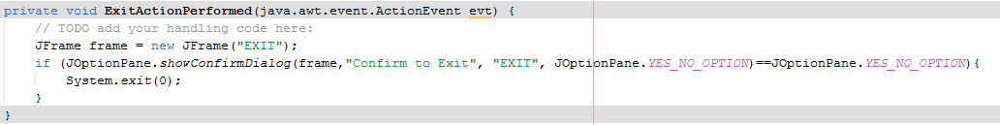 private void ExitActionPerformed(java.awt.event.ActionEvent evt) {
// TODO add your handling code here:
JFrame frame = new JFrame("EXIT");
if (JOptionPane.showConfirmDialog(frame,"Confirm to Exit", "EXIT", JOptionPane.YES_NO_OPTION)==JOptionPane.YES_NO_OPTION){
System.exit(0);
}
}